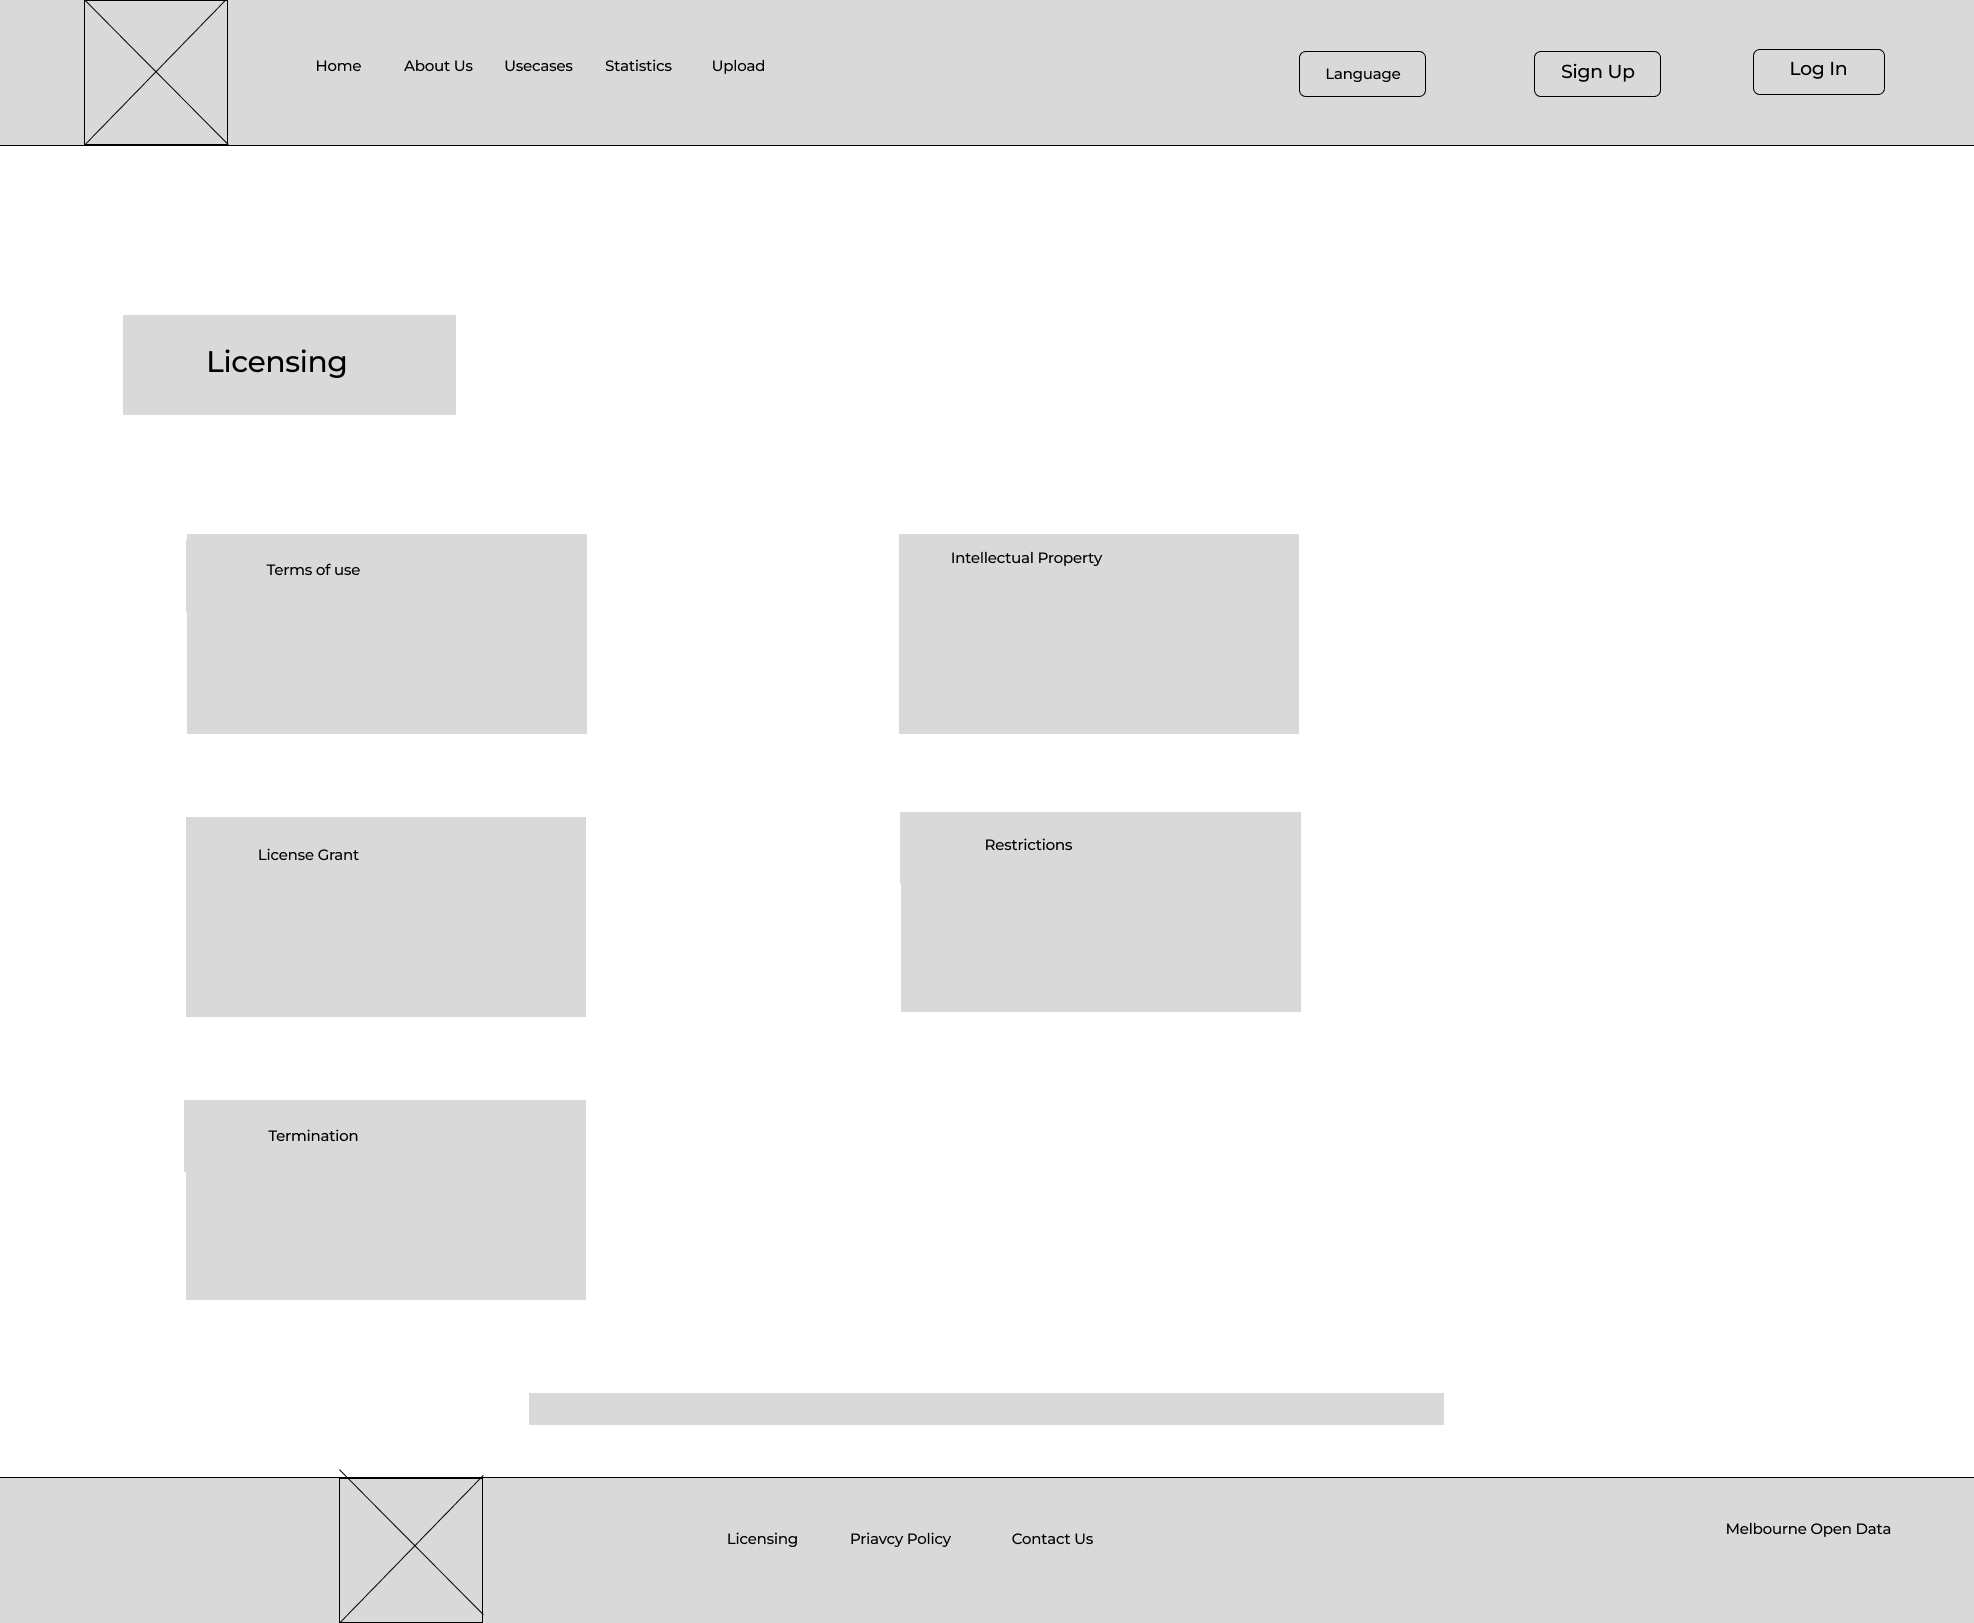 Home
About Us
Usecases
Statistics
Upload
Language
Sign Up
Log In
Licensing
Terms of use
Intellectual Property
License Grant
Restrictions
Termination
Licensing
Priavcy Policy
Contact Us
Melbourne Open Data